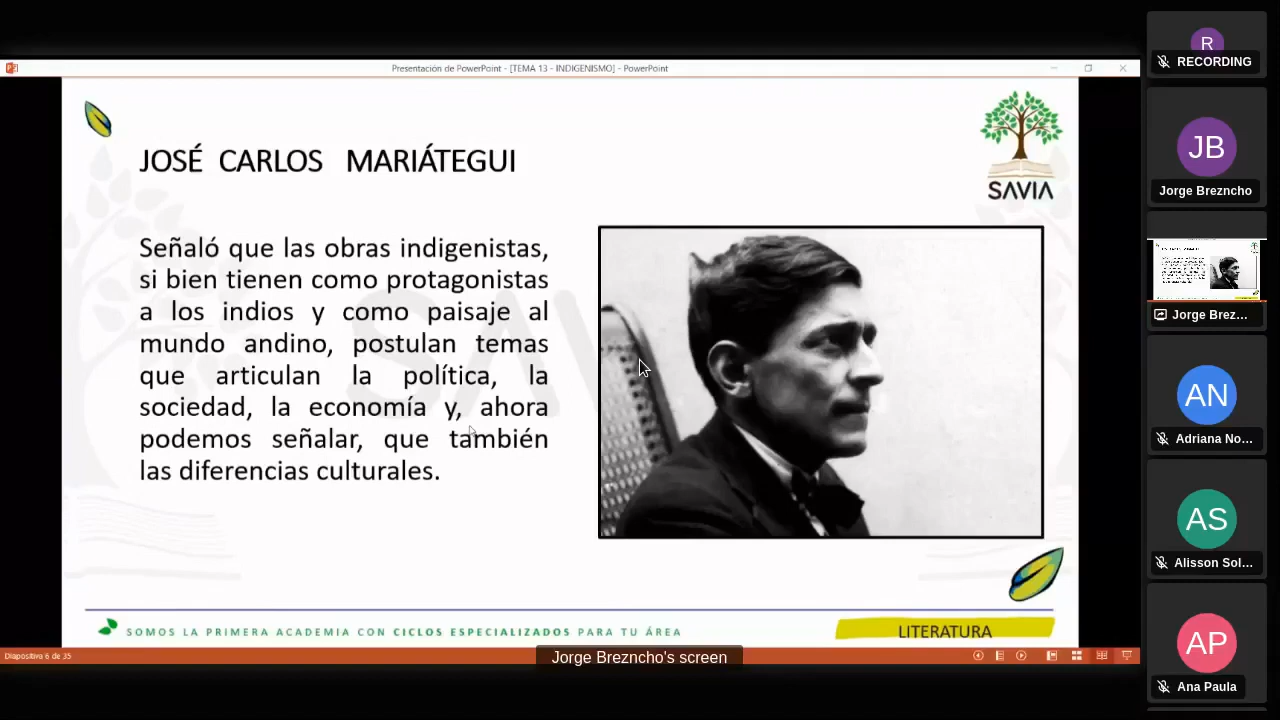 Presentación de PowerPoint - [TEMA 13 - INDIGENISMO] - PowerPoint
JOSÉ CARLOS MARIÁTEGUI
SAVIA
Señaló que las obras indigenistas,
si bien tienen como protagonistas
a los indios y como paisaje al
mundo andino, postulan temas
que articulan la política, la
sociedad, la economía y, ahora
podemos señalar, que también
las diferencias culturales.
SOMOS LA PRIMERA ACADEMIA CON CICLOS ESPECIALIZADOS PARA TU ÁREA
LITERATURA
Diapositiva 6 de 35
Jorge Brezncho's screen
R
RECORDING
JB
Jorge Brezncho
Jorge Brez...
AN
Adriana No...
AS
Alisson Sol...
AP
Ana Paula